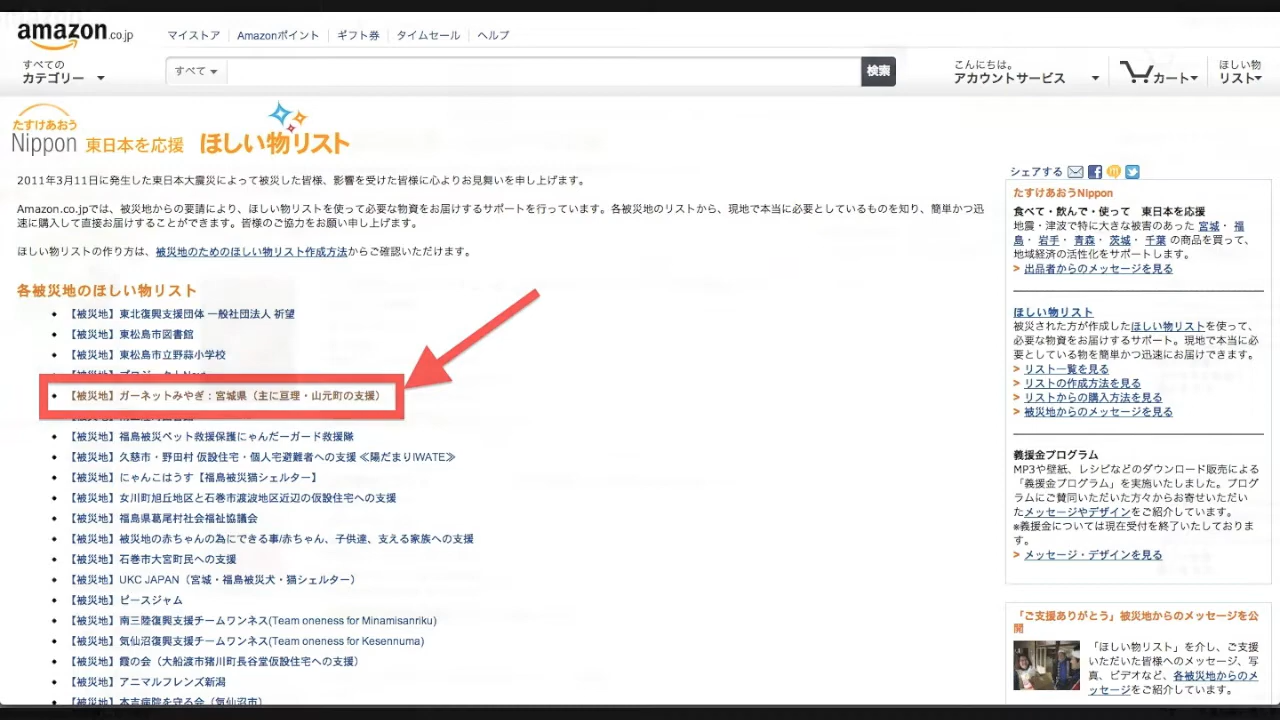 amazon.co.jp
マイストア
Amazonポイント
ギフト券
タイムセール
ヘルプ
すべての
カテゴリー
すべて
検索
こんにちは。
アカウントサービス
カート
ほしい物
リスト
たすけあおう
Nippon 東日本を応援 ほしい物リスト
2011年3月11日に発生した東日本大震災によって被災した皆様、影響を受けた皆様に心よりお見舞いを申し上げます。
Amazon.co.jpでは、被災地からの要請により、ほしい物リストを使って必要な物資をお届けするサポートを行っています。各被災地のリストから、現地で本当に必要としているものを知り、簡単かつ迅
速に購入して直接お届けすることができます。皆様のご協力をお願い申し上げます。
ほしい物リストの作り方は、被災地のためのほしい物リスト作成方法からご確認いただけます。
各被災地のほしい物リスト
【被災地】東北復興支援団体 一般社団法人 祈望
【被災地】東松島市図書館
【被災地】東松島市立野蒜小学校
【被災地】ガーネットみやぎ：宮城県（主に亘理・山元町の支援）
【被災地】福島被災ペット救援保護にゃんだーガード救援隊
【被災地】久慈市・野田村 仮設住宅・個人宅避難者への支援 ≪陽だまりIWATE≫
【被災地】にゃんこはうす【福島被災猫シェルター】
【被災地】女川町旭丘地区と石巻市渡波地区近辺の仮設住宅への支援
【被災地】福島県葛尾村社会福祉協議会
【被災地】被災地の赤ちゃんの為にできる事/赤ちゃん、子供達、支える家族への支援
【被災地】石巻市大宮町民への支援
【被災地】UKC JAPAN（宮城・福島被災犬・猫シェルター）
【被災地】ピースジャム
【被災地】南三陸復興支援チームワンネス(Team oneness for Minamisanriku)
【被災地】気仙沼復興支援チームワンネス(Team oneness for Kesennuma)
【被災地】霞の会（大船渡市猪川町長谷堂仮設住宅への支援）
【被災地】アニマルフレンズ新潟
【被災地】本吉病院を守る会（気仙沼市）
シェアする
たすけあおうNippon
食べて・飲んで・使って 東日本を応援
地震・津波で特に大きな被害のあった 宮城・ 福
島・ 岩手・ 青森・ 茨城・ 千葉 の商品を買って、
地域経済の活性化をサポートします。
> 出品者からのメッセージを見る
ほしい物リスト
被災された方が作成したほしい物リストを使って、
必要な物資をお届けするサポート。現地で本当に必
要としている物を簡単かつ迅速にお届けできます。
> リスト一覧を見る
> リストの作成方法を見る
> リストからの購入方法を見る
> 被災地からのメッセージを見る
義援金プログラム
MP3や壁紙、レシピなどのダウンロード販売による
「義援金プログラム」を実施いたしました。プログ
ラムにご賛同いただいた方々からお寄せいただい
たメッセージやデザインをご紹介しています。
※義援金については現在受付を終了いたしておりま
す。
> メッセージ・デザインを見る
「ご支援ありがとう」被災地からのメッセージを公
開
「ほしい物リスト」を介し、ご支援
いただいた皆様へのメッセージ、写
真、ビデオなど、各被災地からのメ
ッセージをご紹介しています。